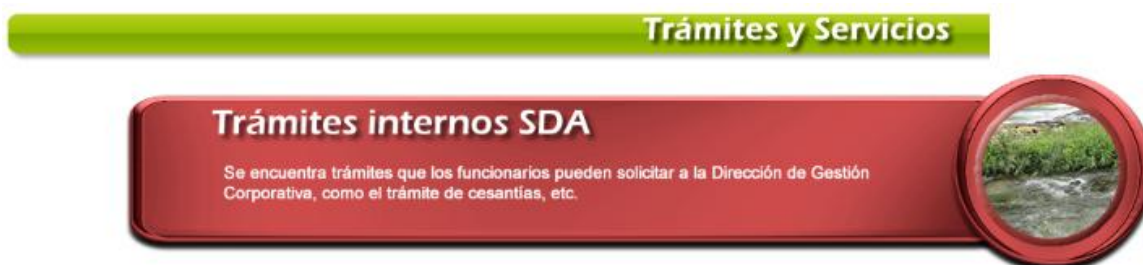 Trámites y Servicios
Trámites internos SDA
Se encuentra trámites que los funcionarios pueden solicitar a la Dirección de Gestión
Corporativa, como el trámite de cesantías, etc.